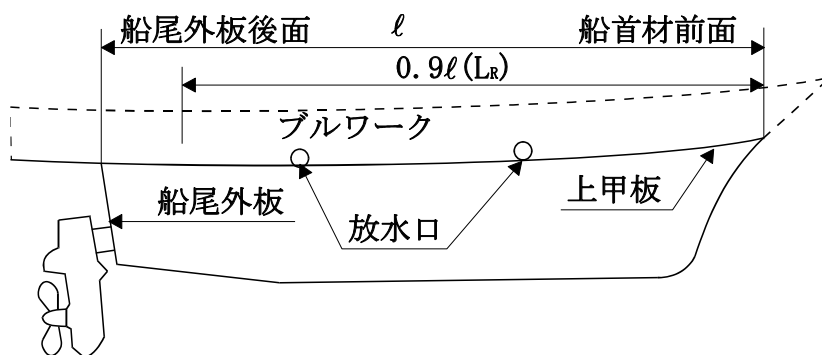 船尾外板後面
ℓ
船首材前面
0.9ℓ(LR)
ブルワーク
上甲板
船尾外板
放水口